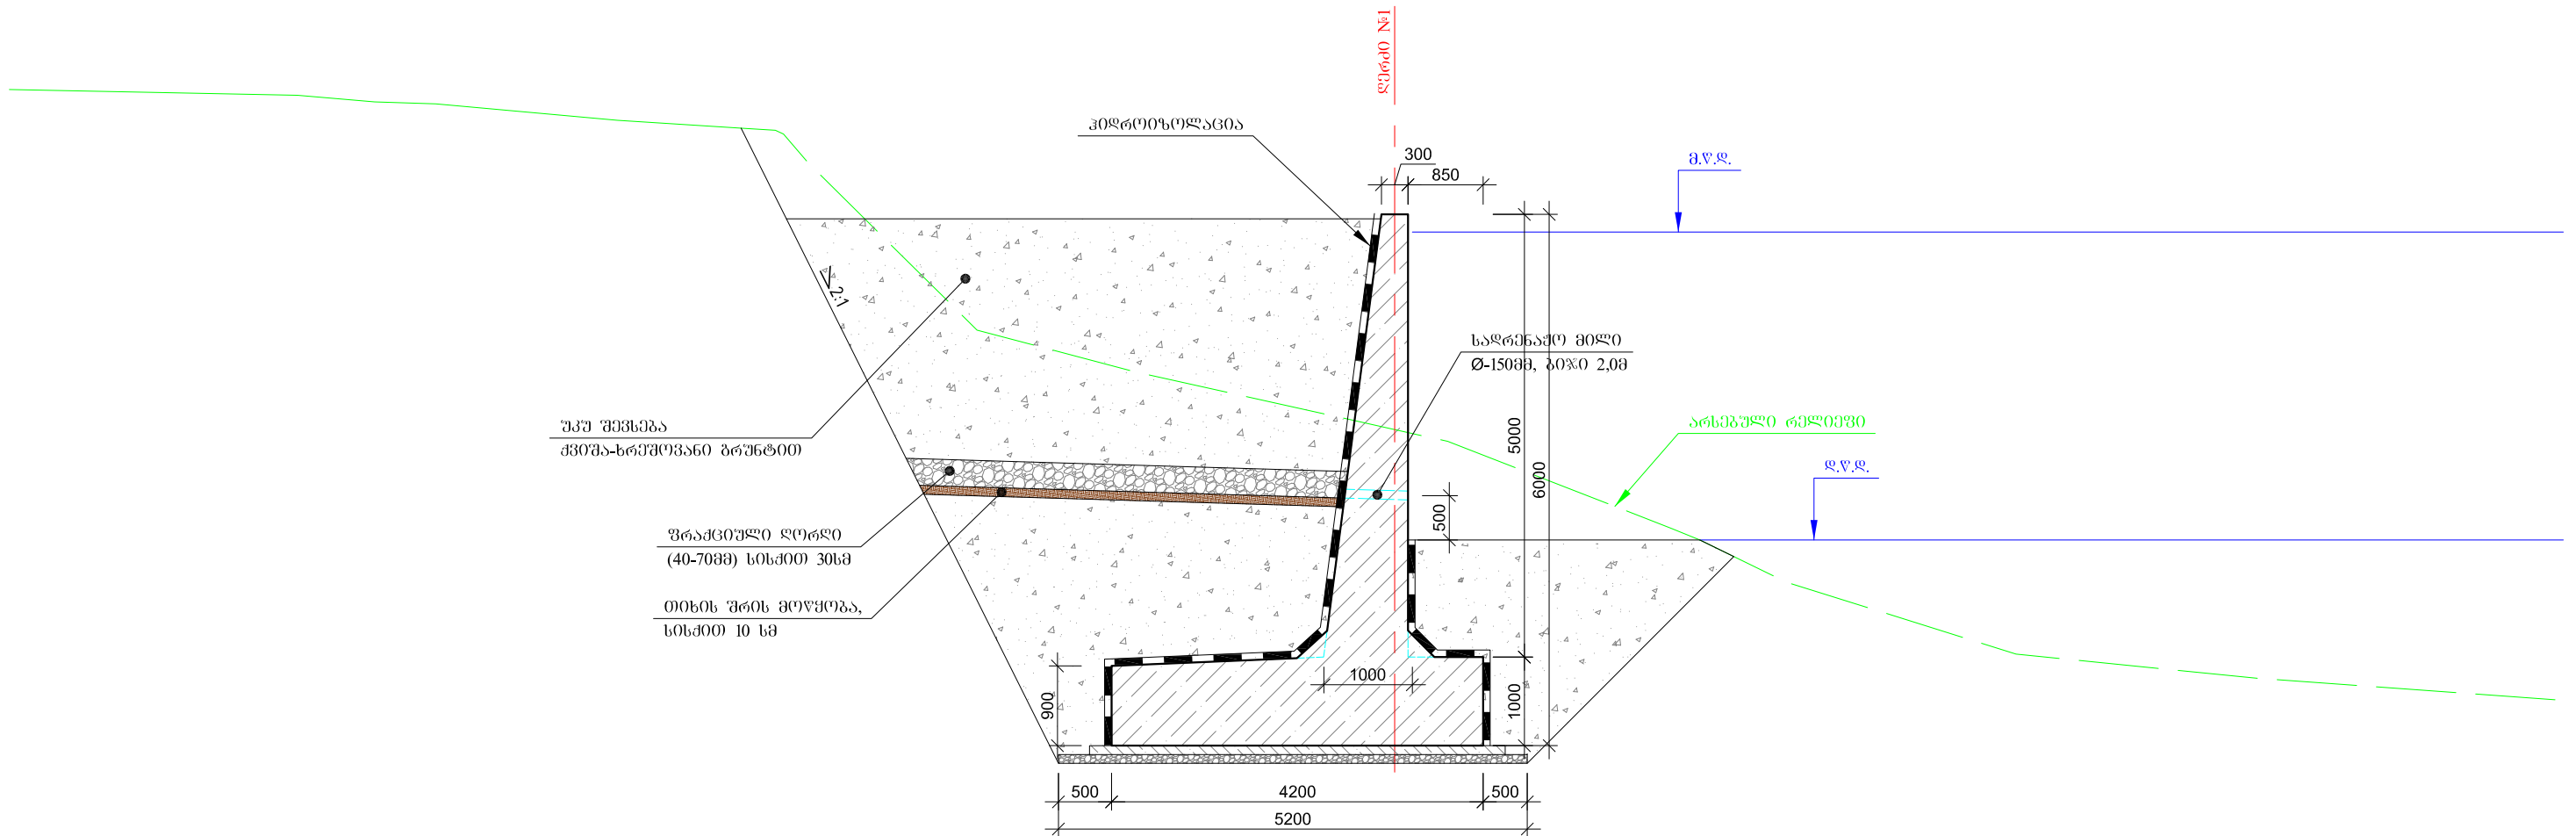 ღერძი №1
ჰიდროიზოლაცია
300
850
მ.წ.დ.
2:1
სადრენაჟო მილი
Ø-150მმ, ბიჯი 2,0მ
უკუ შევსება
ქვიშა-ხრეშოვანი გრუნტით
არსებული რელიეფი
5000
6000
დ.წ.დ.
500
ფრაქციული ღორღი
(40-70მმ) სისქით 30სმ
თიხის შრის მოწყობა,
სისქით 10 სმ
1000
900
1000
500
4200
500
5200